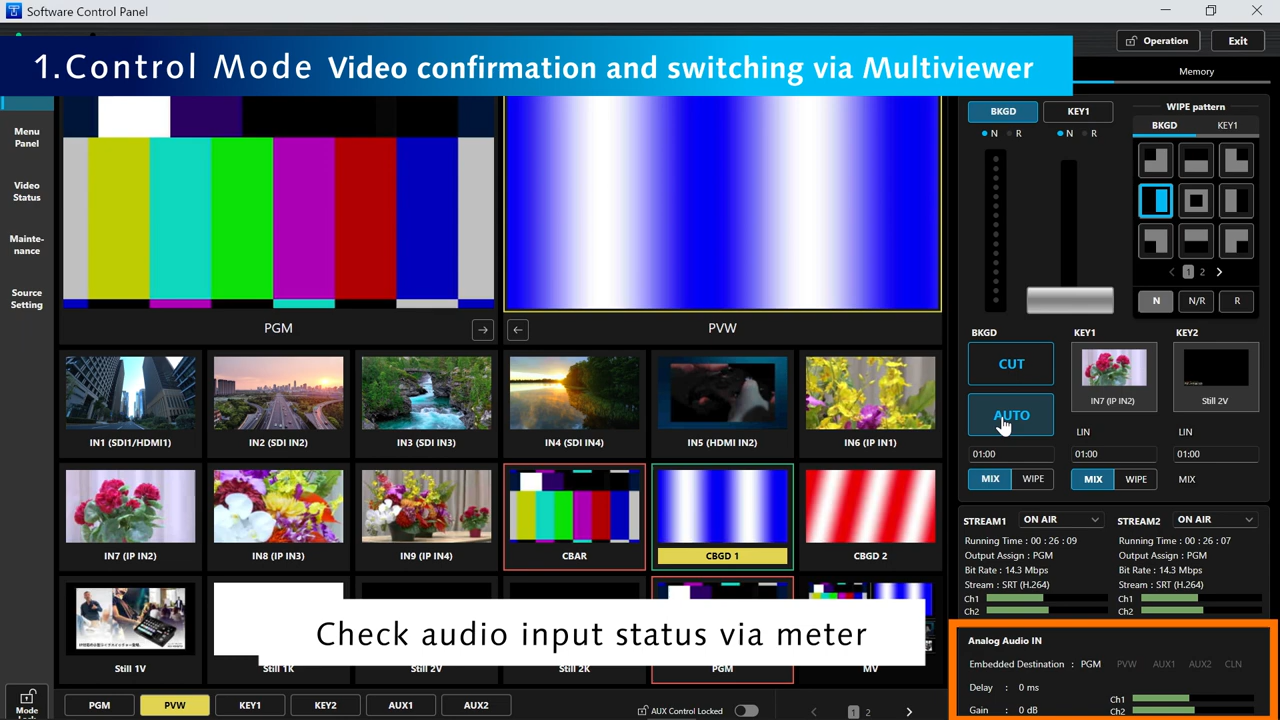 Software Control Panel
Operation
Exit
1.Control Mode Video confirmation and switching via Multiviewer
Memory
Menu
Panel
Video
Status
Mainte-
nance
Source
Setting
PGM
PVW
BKGD
KEY1
N R
N R
WIPE pattern
BKGD
KEY1
1 2
N
N/R
R
BKGD
KEY1
KEY2
CUT
AUTO
IN7 (IP IN2)
Still 2V
LIN
LIN
01:00
01:00
01:00
MIX
WIPE
MIX
WIPE
MIX
IN1 (SDI1/HDMI1)
IN2 (SDI IN2)
IN3 (SDI IN3)
IN4 (SDI IN4)
IN5 (HDMI IN2)
IN6 (IP IN1)
IN7 (IP IN2)
IN8 (IP IN3)
IN9 (IP IN4)
CBAR
CBGD 1
CBGD 2
STREAM1
ON AIR
STREAM2
ON AIR
Running Time : 00 : 26 : 09
Running Time : 00 : 26 : 07
Output Assign : PGM
Output Assign : PGM
Bit Rate : 14.3 Mbps
Bit Rate : 14.3 Mbps
Stream : SRT (H.264)
Stream : SRT (H.264)
Ch1
Ch1
Ch2
Ch2
Check audio input status via meter
Still 1V
Still 1K
Still 2V
Still 2K
PGM
MV
Analog Audio IN
Embedded Destination : PGM PVW AUX1 AUX2 CLN
Delay : 0 ms
Gain : 0 dB
Ch1
Ch2
Mode
PGM
PVW
KEY1
KEY2
AUX1
AUX2
AUX Control Locked
1 2